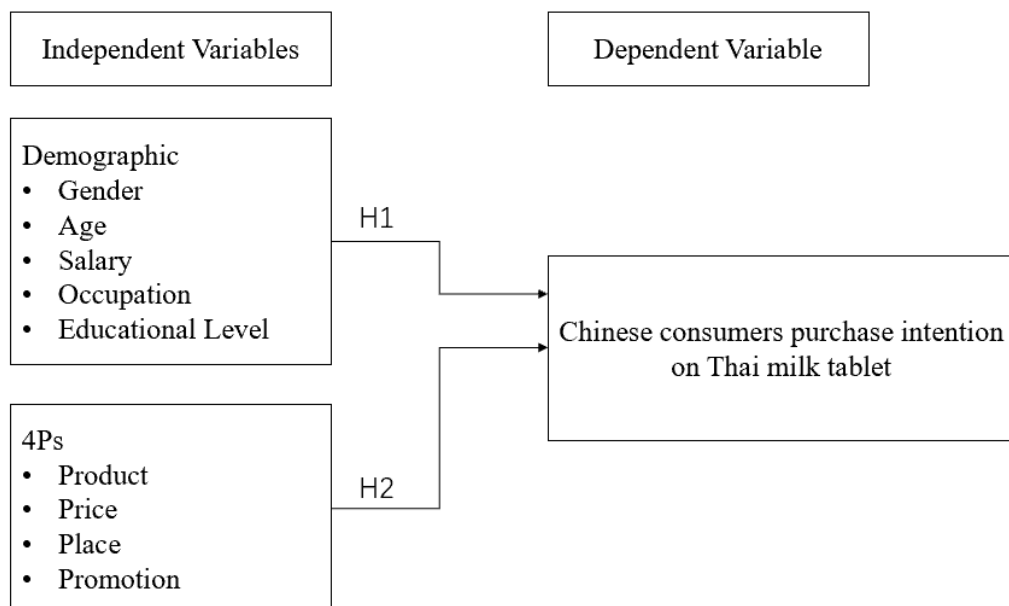 Independent Variables
Dependent Variable
Demographic
• Gender
• Age
• Salary
• Occupation
• Educational Level
H1
Chinese consumers purchase intention
on Thai milk tablet
4Ps
• Product
• Price
• Place
• Promotion
H2